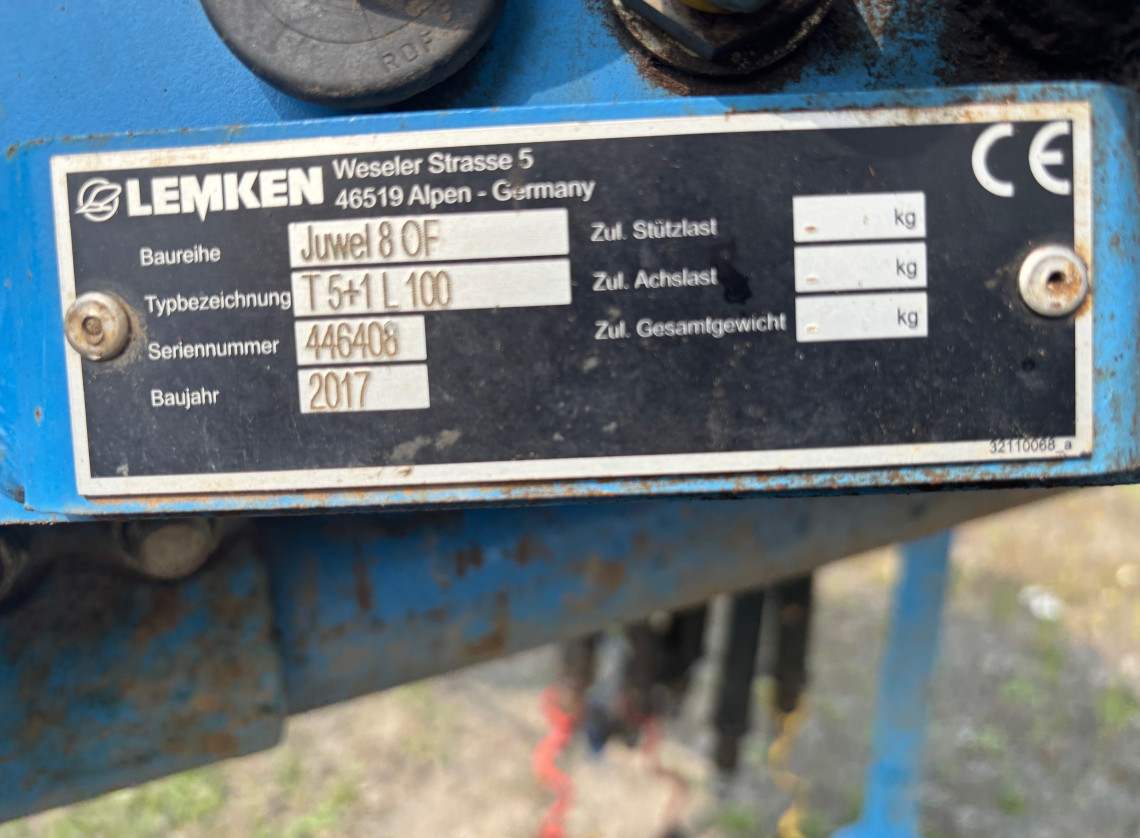 ROF
LEMKEN Weseler Strasse 5
46519 Alpen - Germany
CE
Baureihe Juwel 8 OF
Typbezeichnung T 5+1 L 100
Seriennummer 446408
Baujahr 2017
Zul. Stützlast - kg
Zul. Achslast - kg
Zul. Gesamtgewicht - kg
32110068_a